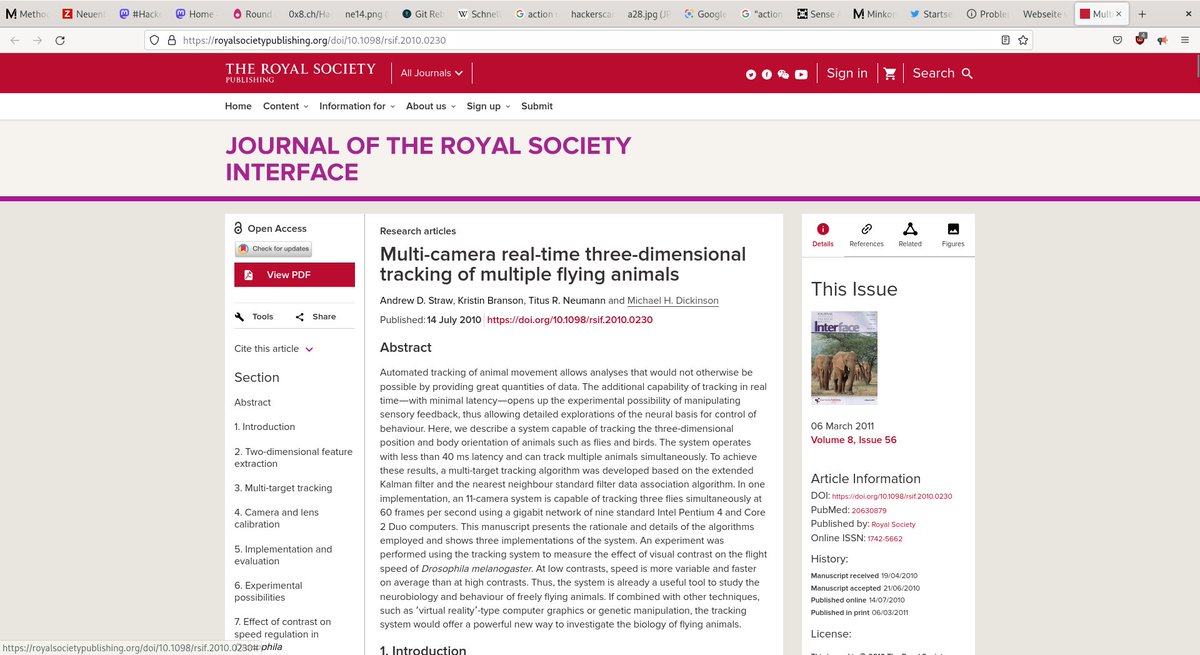 Metho
Neuent
#Hack
Home
Round
0x8.ch/Ha
ne14.png (
Git Re
Schnell
action
hackersca
a28.jpg (JP
Google
"action
Sense
Minkor
Startse
Proble
Webseite
Mult
https://royalsocietypublishing.org/doi/10.1098/rsif.2010.0230
THE ROYAL SOCIETY
PUBLISHING
All Journals
Sign in
Search
Home Content Information for About us Sign up Submit
JOURNAL OF THE ROYAL SOCIETY
INTERFACE
Open Access
Check for updates
View PDF
Tools Share
Cite this article
Section
Abstract
1. Introduction
2. Two-dimensional feature
extraction
3. Multi-target tracking
4. Camera and lens
calibration
5. Implementation and
evaluation
6. Experimental
possibilities
7. Effect of contrast on
speed regulation in
phila
https://royalsocietypublishing.org/doi/10.1098/rsif.2010.0230#
Research articles
Multi-camera real-time three-dimensional
tracking of multiple flying animals
Andrew D. Straw, Kristin Branson, Titus R. Neumann and Michael H. Dickinson
Published: 14 July 2010 https://doi.org/10.1098/rsif.2010.0230
Abstract
Automated tracking of animal movement allows analyses that would not otherwise be
possible by providing great quantities of data. The additional capability of tracking in real
time—with minimal latency—opens up the experimental possibility of manipulating
sensory feedback, thus allowing detailed explorations of the neural basis for control of
behaviour. Here, we describe a system capable of tracking the three-dimensional
position and body orientation of animals such as flies and birds. The system operates
with less than 40 ms latency and can track multiple animals simultaneously. To achieve
these results, a multi-target tracking algorithm was developed based on the extended
Kalman filter and the nearest neighbour standard filter data association algorithm. In one
implementation, an 11-camera system is capable of tracking three flies simultaneously at
60 frames per second using a gigabit network of nine standard Intel Pentium 4 and Core
2 Duo computers. This manuscript presents the rationale and details of the algorithms
employed and shows three implementations of the system. An experiment was
performed using the tracking system to measure the effect of visual contrast on the flight
speed of Drosophila melanogaster. At low contrasts, speed is more variable and faster
on average than at high contrasts. Thus, the system is already a useful tool to study the
neurobiology and behaviour of freely flying animals. If combined with other techniques,
such as 'virtual reality'-type computer graphics or genetic manipulation, the tracking
system would offer a powerful new way to investigate the biology of flying animals.
1. Introduction
Details References Related Figures
This Issue
Interface
06 March 2011
Volume 8, Issue 56
Article Information
DOI: https://doi.org/10.1098/rsif.2010.0230
PubMed: 20630879
Published by: Royal Society
Online ISSN: 1742-5662
History:
Manuscript received 19/04/2010
Manuscript accepted 21/06/2010
Published online 14/07/2010
Published in print 06/03/2011
License: